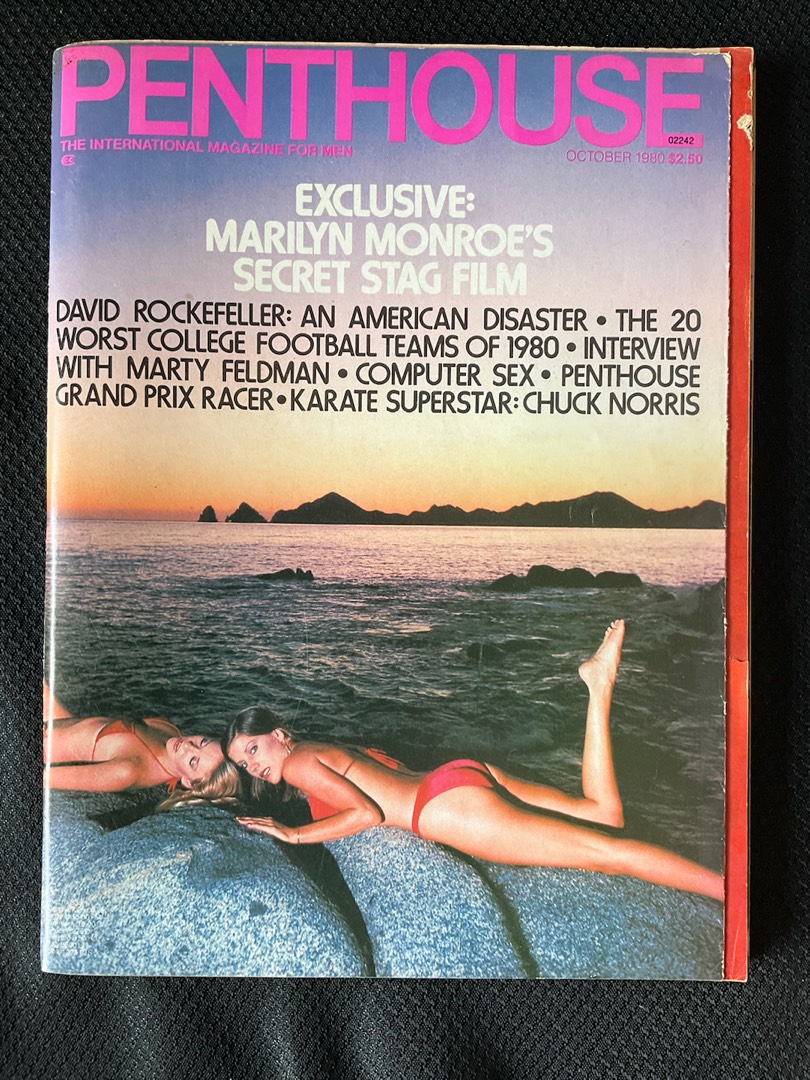 PENTHOUSE
02242
THE INTERNATIONAL MAGAZINE FOR MEN
OCTOBER 1980 $2.50
EXCLUSIVE:
MARILYN MONROE'S
SECRET STAG FILM
DAVID ROCKEFELLER: AN AMERICAN DISASTER • THE 20
WORST COLLEGE FOOTBALL TEAMS OF 1980 • INTERVIEW
WITH MARTY FELDMAN • COMPUTER SEX • PENTHOUSE
GRAND PRIX RACER • KARATE SUPERSTAR: CHUCK NORRIS